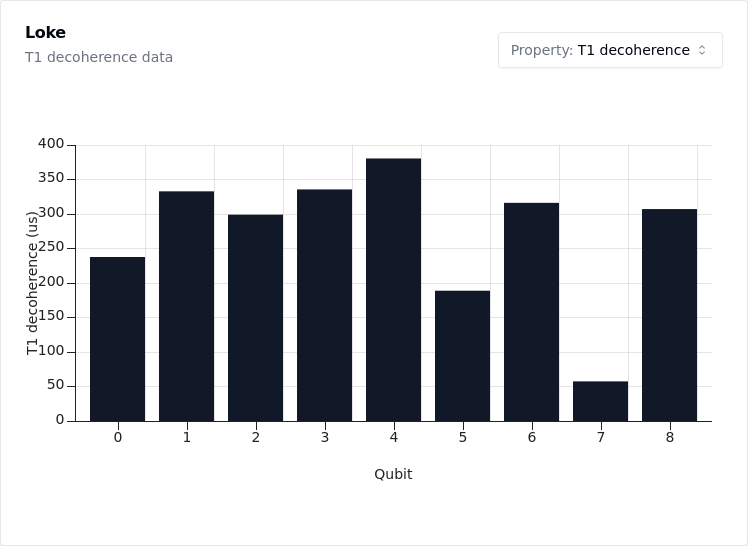 Loke
T1 decoherence data
Property: T1 decoherence
400
350
300
250
200
150
100
50
0
T1 decoherence (us)
0 1 2 3 4 5 6 7 8
Qubit